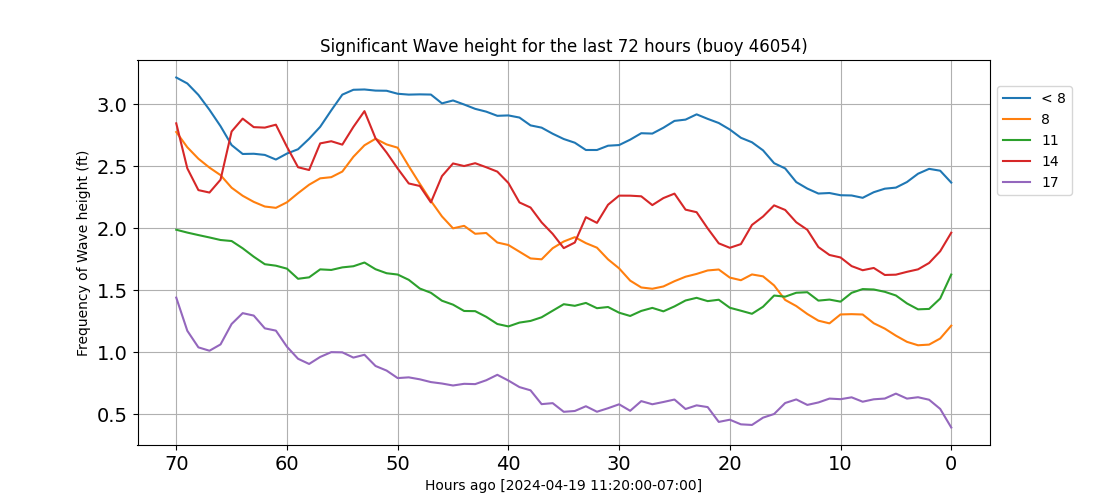 Significant Wave height for the last 72 hours (buoy 46054)
Frequency of Wave height (ft)
3.0
2.5
2.0
1.5
1.0
0.5
70 60 50 40 30 20 10 0
Hours ago [2024-04-19 11:20:00-07:00]
< 8
8
11
14
17